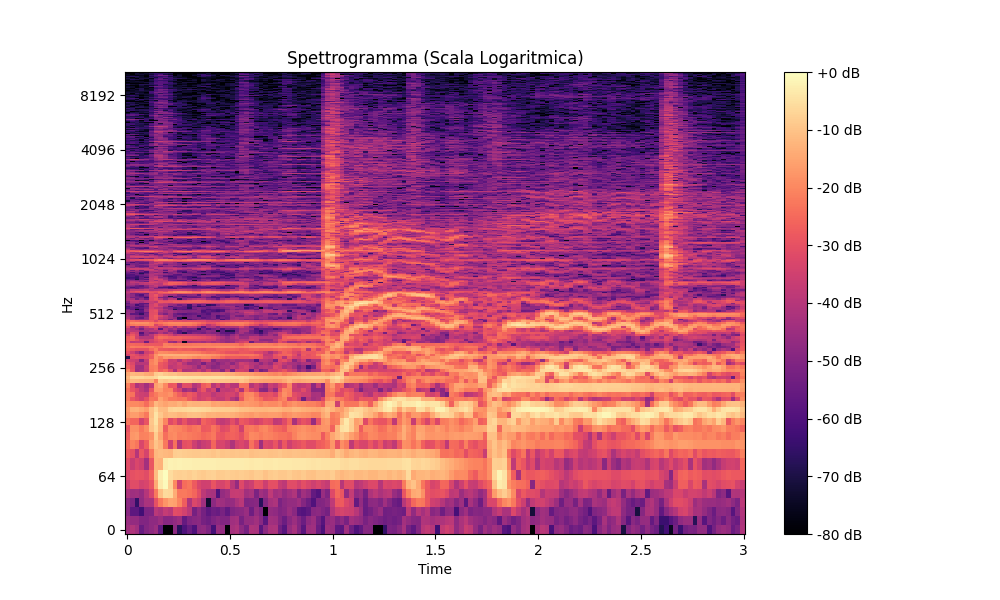 Spettrogramma (Scala Logaritmica)
8192
4096
2048
1024
512
256
128
64
0
Hz
0 0.5 1 1.5 2 2.5 3
Time
+0 dB
-10 dB
-20 dB
-30 dB
-40 dB
-50 dB
-60 dB
-70 dB
-80 dB